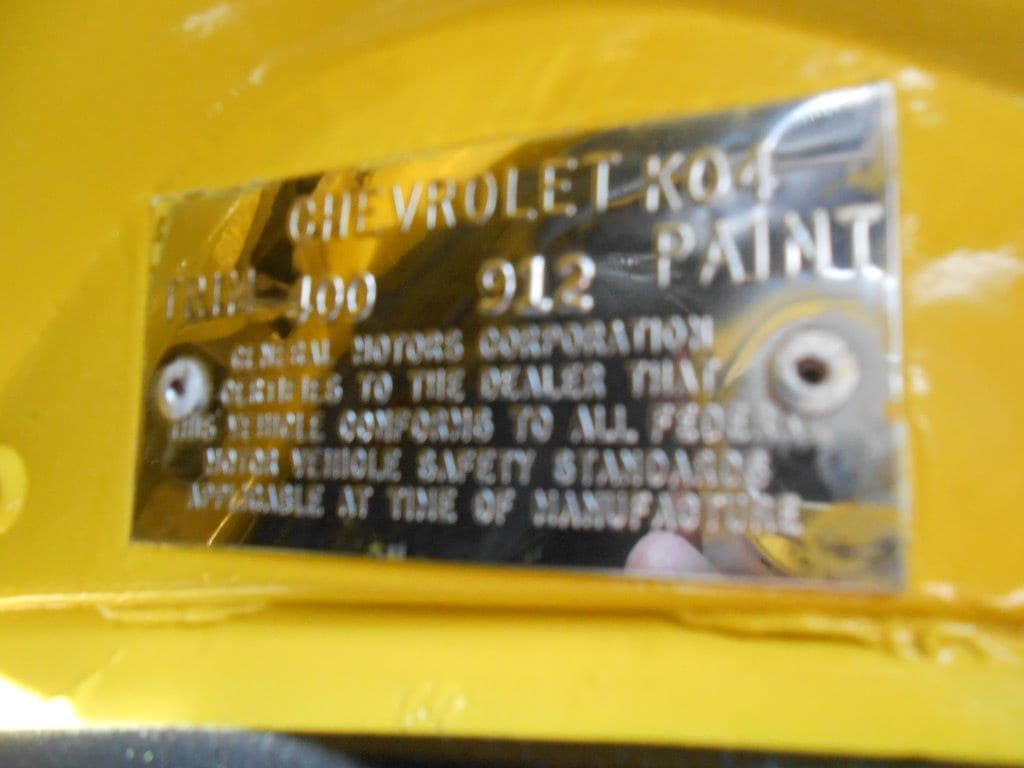 CHEVROLET K04
TRIM 400 912 PAINT
GENERAL MOTORS CORPORATION
CERTIFIES TO THE DEALER THAT
THIS VEHICLE CONFORMS TO ALL FEDERAL
MOTOR VEHICLE SAFETY STANDARDS
APPLICABLE AT TIME OF MANUFACTURE